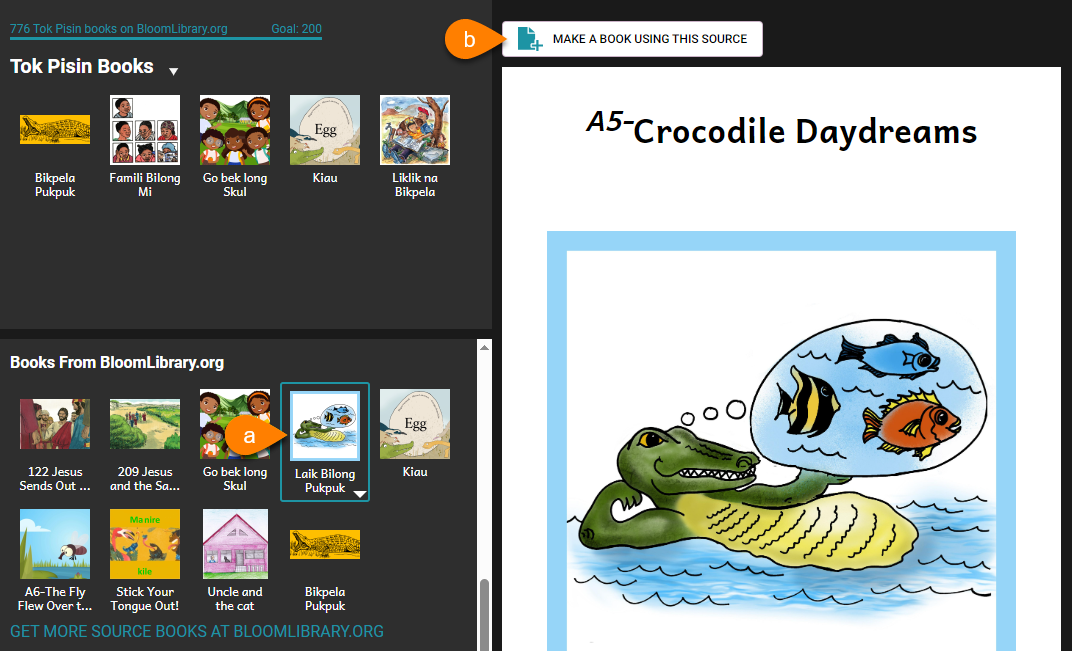 776 Tok Pisin books on BloomLibrary.org Goal: 200
Tok Pisin Books
Egg
Bikpela
Pukpuk
Famili Bilong
Mi
Go bek long
Skul
Kiau
Liklik na
Bikpela
Books From BloomLibrary.org
Egg
122 Jesus
Sends Out ...
209 Jesus
and the Sa...
Go bek long
Skul
a
Laik Bilong
Pukpuk
Kiau
Manire
kile
A6-The Fly
Flew Over t...
Stick Your
Tongue Out!
Uncle and
the cat
Bikpela
Pukpuk
GET MORE SOURCE BOOKS AT BLOOMLIBRARY.ORG
b
MAKE A BOOK USING THIS SOURCE
A5-Crocodile Daydreams